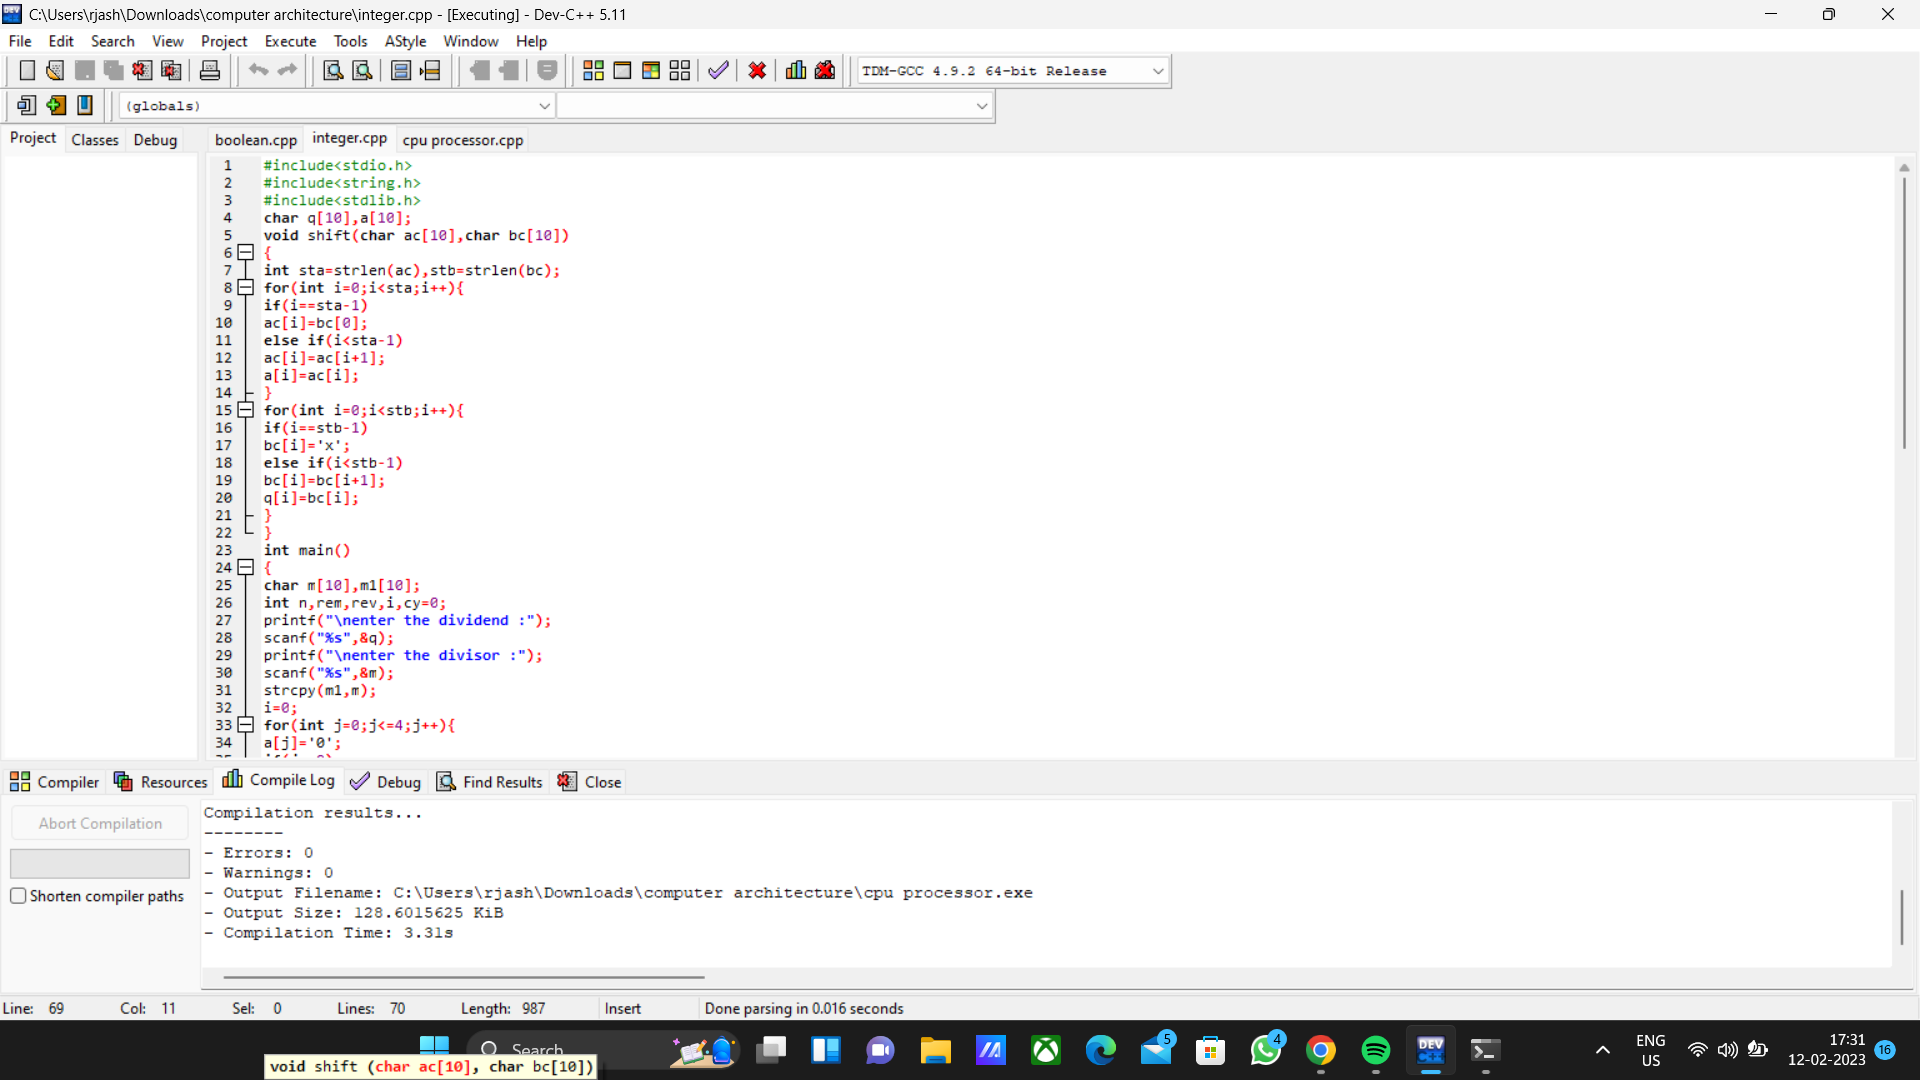 C:\Users\rjash\Downloads\computer architecture\integer.cpp - [Executing] - Dev-C++ 5.11
File Edit Search View Project Execute Tools AStyle Window Help
TDM-GCC 4.9.2 64-bit Release
(globals)
Project Classes Debug boolean.cpp integer.cpp cpu processor.cpp
1 #include<stdio.h>
2 #include<string.h>
3 #include<stdlib.h>
4 char q[10],a[10];
5 void shift(char ac[10],char bc[10])
6 {
7 int sta=strlen(ac),stb=strlen(bc);
8 for(int i=0;i<sta;i++){
9 if(i==sta-1)
10 ac[i]=bc[0];
11 else if(i<sta-1)
12 ac[i]=ac[i+1];
13 a[i]=ac[i];
14 }
15 for(int i=0;i<stb;i++){
16 if(i==stb-1)
17 bc[i]='x';
18 else if(i<stb-1)
19 bc[i]=bc[i+1];
20 q[i]=bc[i];
21 }
22 }
23 int main()
24 {
25 char m[10],m1[10];
26 int n,rem,rev,i,cy=0;
27 printf("\nenter the dividend :");
28 scanf("%s",&q);
29 printf("\nenter the divisor :");
30 scanf("%s",&m);
31 strcpy(m1,m);
32 i=0;
33 for(int j=0;j<=4;j++){
34 a[j]='0';
Compiler Resources Compile Log Debug Find Results Close
Abort Compilation
Shorten compiler paths
Compilation results...
--------
- Errors: 0
- Warnings: 0
- Output Filename: C:\Users\rjash\Downloads\computer architecture\cpu processor.exe
- Output Size: 128.6015625 KiB
- Compilation Time: 3.31s
Line: 69 Col: 11 Sel: 0 Lines: 70 Length: 987 Insert Done parsing in 0.016 seconds
Search
void shift (char ac[10], char bc[10])
5
4
DEV
C++
ENG
US
17:31
12-02-2023
16